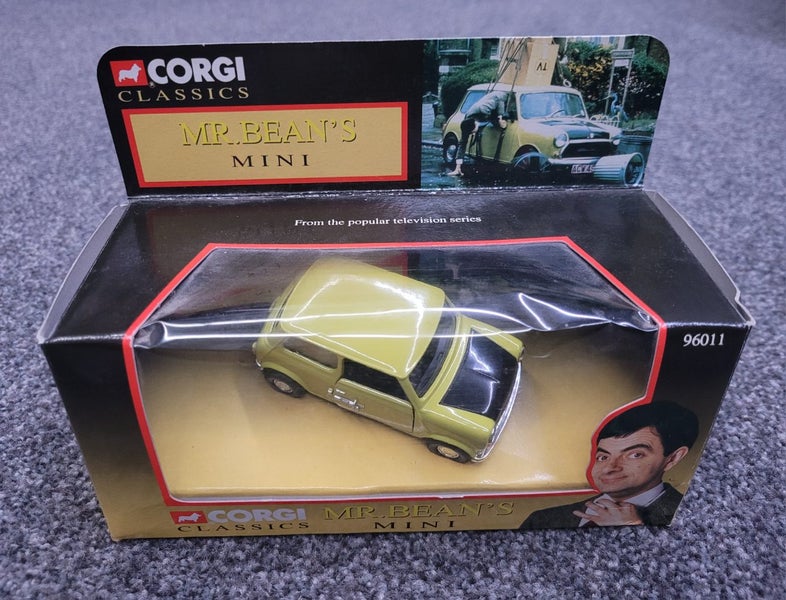 CORGI
CLASSICS
MR.BEAN'S
MINI
From the popular television series
96011
CORGI
CLASSICS
MR.BEAN'S
MINI